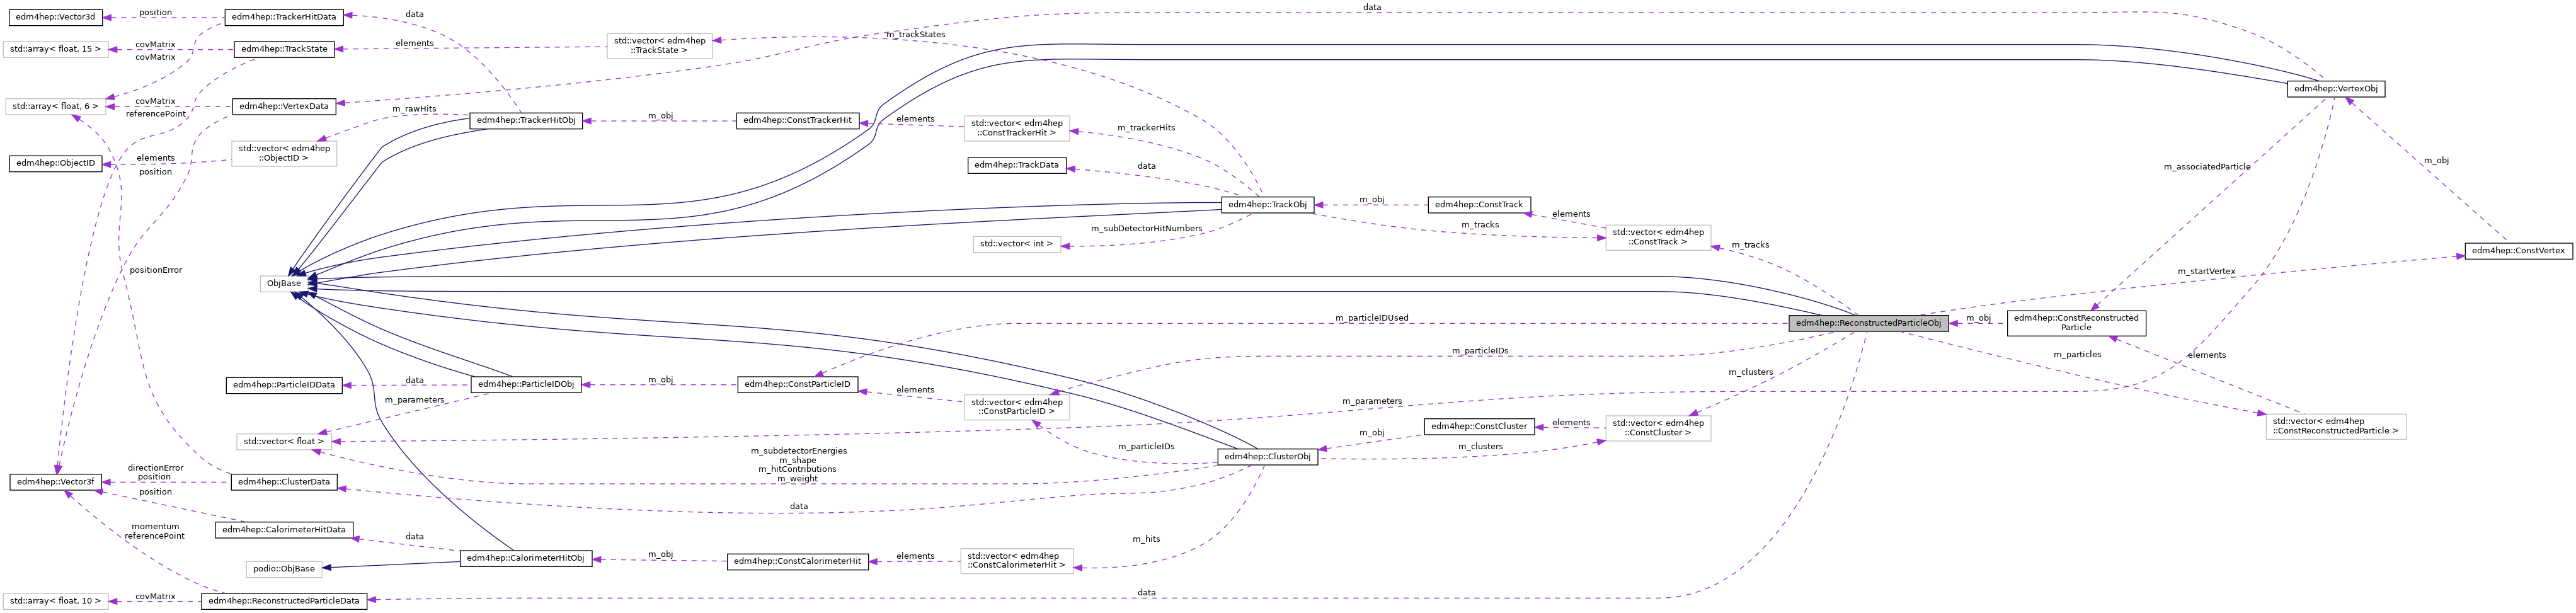 data
edm4hep::Vector3d
position
edm4hep::TrackerHitData
data
m_trackStates
std::array< float, 15 >
covMatrix
covMatrix
edm4hep::TrackState
elements
std::vector< edm4hep
::TrackState >
edm4hep::VertexObj
std::array< float, 6 >
covMatrix
referencePoint
edm4hep::VertexData
m_rawHits
edm4hep::TrackerHitObj
m_obj
edm4hep::ConstTrackerHit
elements
std::vector< edm4hep
::ConstTrackerHit >
m_trackerHits
edm4hep::ObjectID
elements
position
std::vector< edm4hep
::ObjectID >
edm4hep::TrackData
data
m_associatedParticle
m_obj
edm4hep::TrackObj
m_obj
edm4hep::ConstTrack
elements
m_subDetectorHitNumbers
m_tracks
std::vector< edm4hep
::ConstTrack >
std::vector< int >
m_tracks
edm4hep::ConstVertex
positionError
m_startVertex
ObjBase
m_particleIDUsed
edm4hep::ReconstructedParticleObj
m_obj
edm4hep::ConstReconstructed
Particle
m_particleIDs
m_particles
elements
m_clusters
edm4hep::ParticleIDData
data
edm4hep::ParticleIDObj
m_obj
edm4hep::ConstParticleID
elements
std::vector< edm4hep
::ConstParticleID >
m_parameters
m_parameters
std::vector< float >
m_particleIDs
m_obj
edm4hep::ConstCluster
elements
std::vector< edm4hep
::ConstCluster >
std::vector< edm4hep
::ConstReconstructedParticle >
m_subdetectorEnergies
m_shape
m_hitContributions
m_weight
edm4hep::ClusterObj
m_clusters
edm4hep::Vector3f
directionError
position
position
edm4hep::ClusterData
data
edm4hep::CalorimeterHitData
momentum
referencePoint
data
edm4hep::CalorimeterHitObj
m_obj
edm4hep::ConstCalorimeterHit
elements
std::vector< edm4hep
::ConstCalorimeterHit >
m_hits
podio::ObjBase
std::array< float, 10 >
covMatrix
edm4hep::ReconstructedParticleData
data